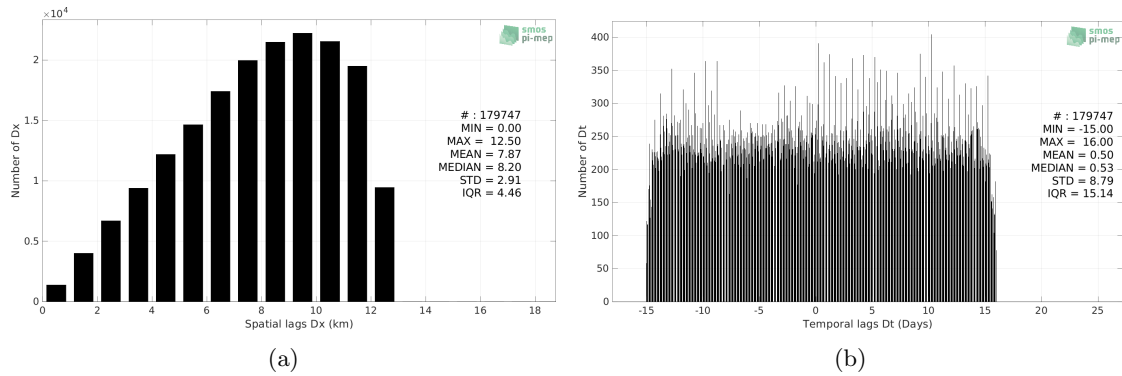 ×10⁴
2
1.5
1
0.5
0
Number of Dx
0 2 4 6 8 10 12 14 16 18
Spatial lags Dx (km)
smos
pi-mep
# : 179747
MIN = 0.00
MAX = 12.50
MEAN = 7.87
MEDIAN = 8.20
STD = 2.91
IQR = 4.46
(a)
400
350
300
250
200
150
100
50
0
Number of Dt
-15 -10 -5 0 5 10 15 20 25
Temporal lags Dt (Days)
smos
pi-mep
# : 179747
MIN = -15.00
MAX = 16.00
MEAN = 0.50
MEDIAN = 0.53
STD = 8.79
IQR = 15.14
(b)